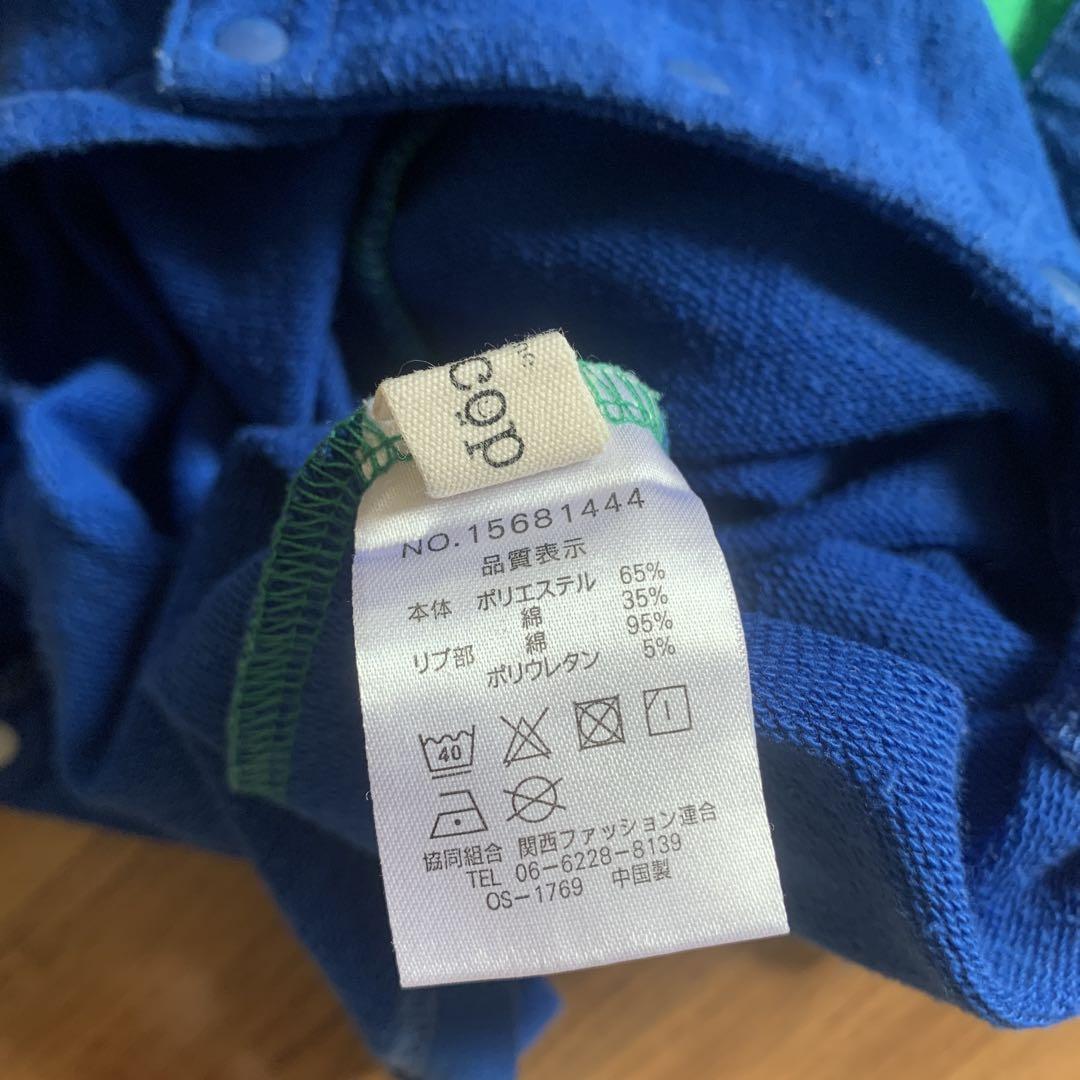 cop
NO.15681444
品質表示
本体 ポリエステル 65%
綿 35%
リブ部 綿 95%
ポリウレタン 5%
40
協同組合 関西ファッション連合
TEL 06-6228-8139
OS-1769 中国製